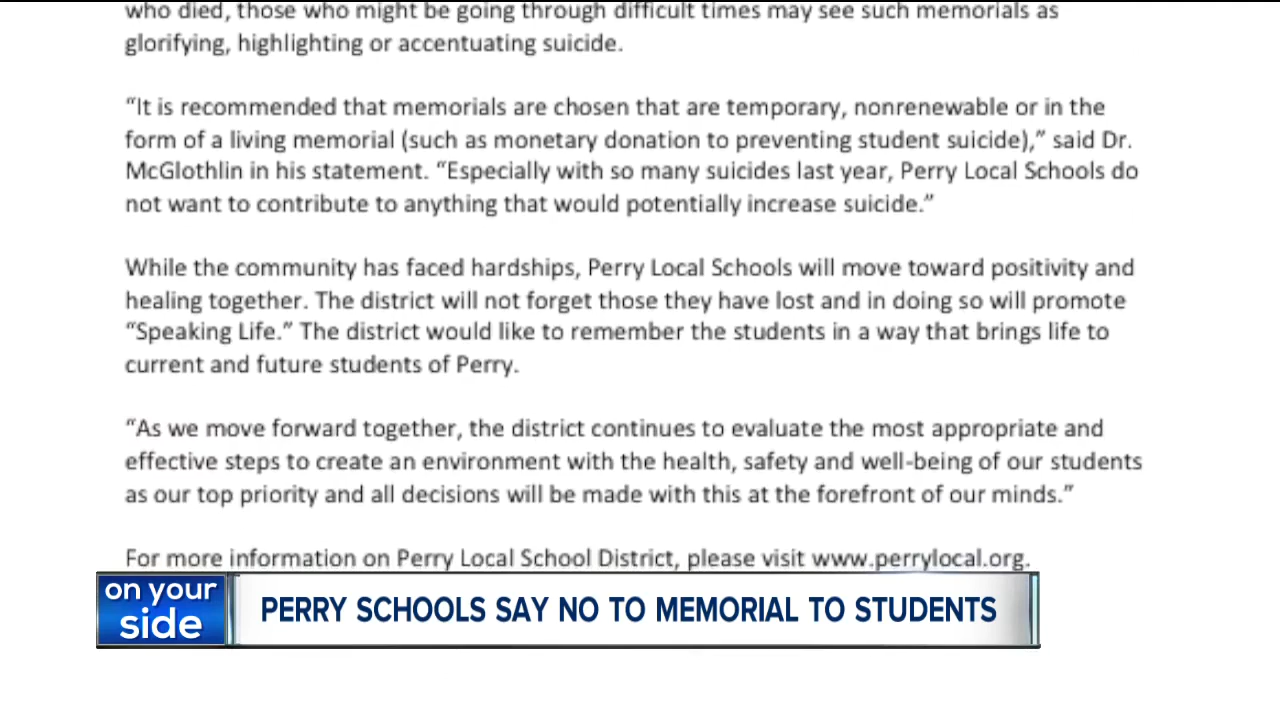 who died, those who might be going through difficult times may see such memorials as
glorifying, highlighting or accentuating suicide.
“It is recommended that memorials are chosen that are temporary, nonrenewable or in the
form of a living memorial (such as monetary donation to preventing student suicide),” said Dr.
McGlothlin in his statement. “Especially with so many suicides last year, Perry Local Schools do
not want to contribute to anything that would potentially increase suicide.”
While the community has faced hardships, Perry Local Schools will move toward positivity and
healing together. The district will not forget those they have lost and in doing so will promote
“Speaking Life.” The district would like to remember the students in a way that brings life to
current and future students of Perry.
“As we move forward together, the district continues to evaluate the most appropriate and
effective steps to create an environment with the health, safety and well-being of our students
as our top priority and all decisions will be made with this at the forefront of our minds.”
For more information on Perry Local School District, please visit www.perrylocal.org.
on your
side
PERRY SCHOOLS SAY NO TO MEMORIAL TO STUDENTS